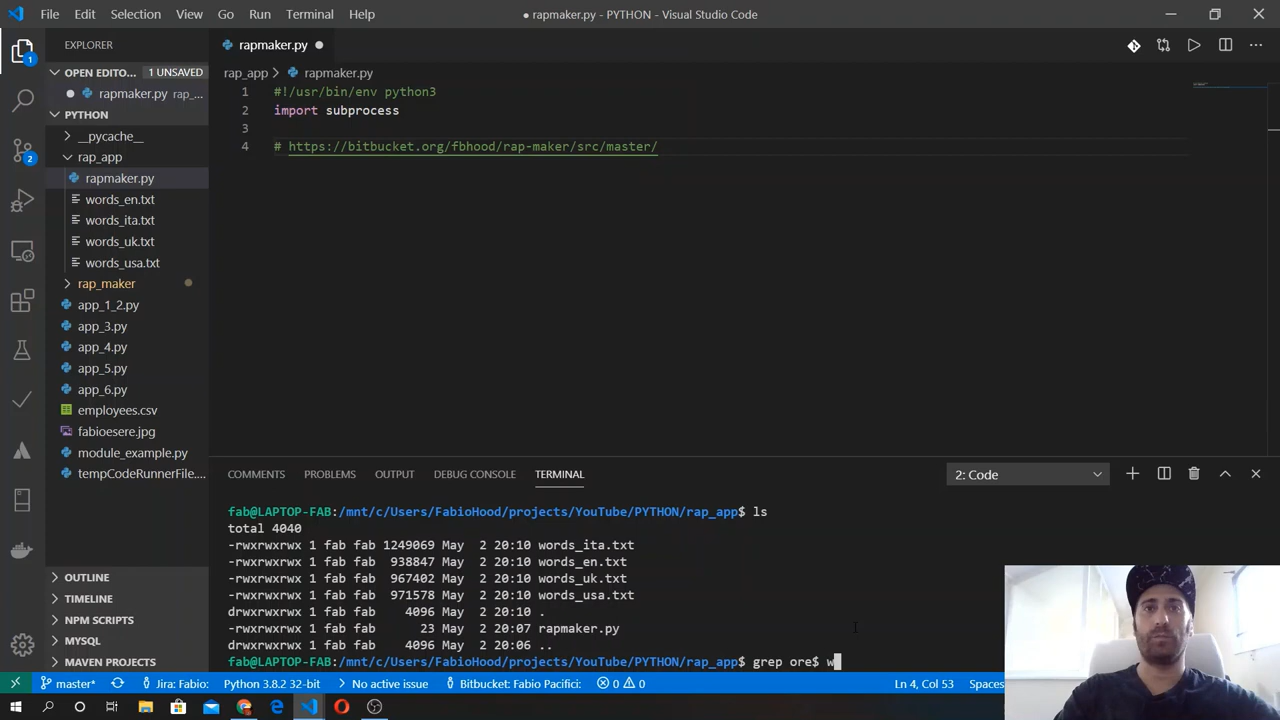 File Edit Selection View Go Run Terminal Help
● rapmaker.py - PYTHON - Visual Studio Code
EXPLORER
OPEN EDITO... 1 UNSAVED
rapmaker.py rap_...
PYTHON
__pycache__
rap_app
rapmaker.py
words_en.txt
words_ita.txt
words_uk.txt
words_usa.txt
rap_maker
app_1_2.py
app_3.py
app_4.py
app_5.py
app_6.py
employees.csv
fabioesere.jpg
module_example.py
tempCodeRunnerFile....
OUTLINE
TIMELINE
NPM SCRIPTS
MYSQL
1
2
rapmaker.py
rap_app > rapmaker.py
1 #!/usr/bin/env python3
2 import subprocess
3
4 # https://bitbucket.org/fbhood/rap-maker/src/master/
COMMENTS PROBLEMS OUTPUT DEBUG CONSOLE TERMINAL 2: Code
fab@LAPTOP-FAB:/mnt/c/Users/FabioHood/projects/YouTube/PYTHON/rap_app$ ls
total 4040
-rwxrwxrwx 1 fab fab 1249069 May 2 20:10 words_ita.txt
-rwxrwxrwx 1 fab fab 938847 May 2 20:10 words_en.txt
-rwxrwxrwx 1 fab fab 967402 May 2 20:10 words_uk.txt
-rwxrwxrwx 1 fab fab 971578 May 2 20:10 words_usa.txt
drwxrwxrwx 1 fab fab 4096 May 2 20:10 .
-rwxrwxrwx 1 fab fab 23 May 2 20:07 rapmaker.py
drwxrwxrwx 1 fab fab 4096 May 2 20:06 ..
fab@LAPTOP-FAB:/mnt/c/Users/FabioHood/projects/YouTube/PYTHON/rap_app$ grep ore$ w
master* Jira: Fabio: Python 3.8.2 32-bit No active issue Bitbucket: Fabio Pacifici: 0 0 Ln 4, Col 53 Spaces